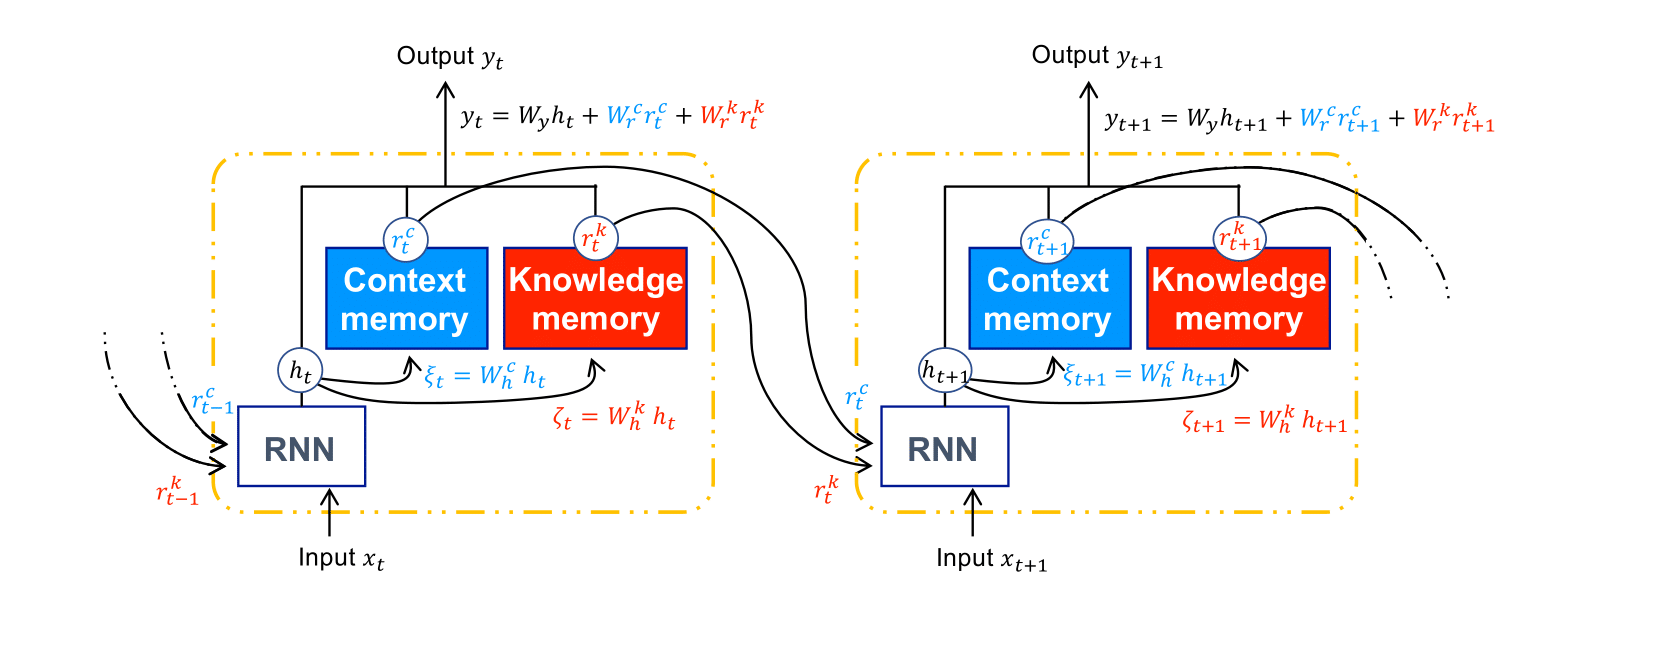 Output y_t
y_t = W_y h_t + W_r^c r_t^c + W_r^k r_t^k
r_t^c
r_t^k
Context
memory
Knowledge
memory
h_t
ξ_t = W_h^c h_t
ζ_t = W_h^k h_t
r_{t−1}^c
RNN
r_{t−1}^k
Input x_t
Output y_{t+1}
y_{t+1} = W_y h_{t+1} + W_r^c r_{t+1}^c + W_r^k r_{t+1}^k
r_{t+1}^c
r_{t+1}^k
Context
memory
Knowledge
memory
h_{t+1}
ξ_{t+1} = W_h^c h_{t+1}
ζ_{t+1} = W_h^k h_{t+1}
r_t^c
RNN
r_t^k
Input x_{t+1}